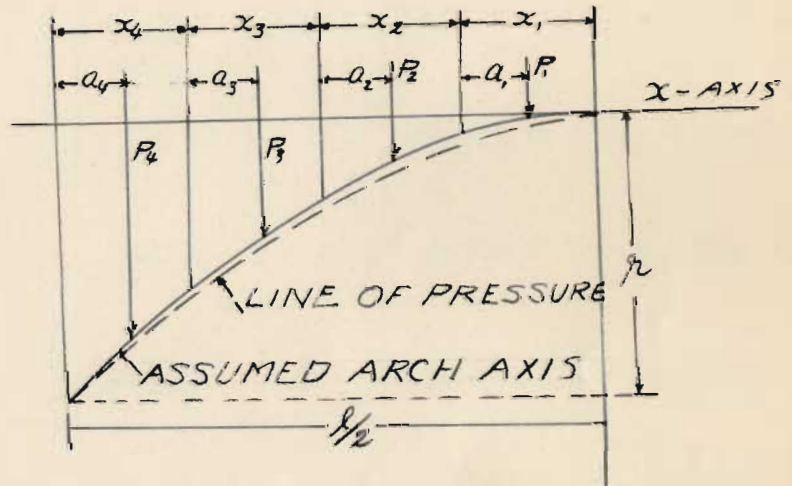 x₄ x₃ x₂ x₁
a₄ a₃ a₂ P₂ a₁ P₁
X-AXIS
P₄ P₃
r
LINE OF PRESSURE
ASSUMED ARCH AXIS
l/2